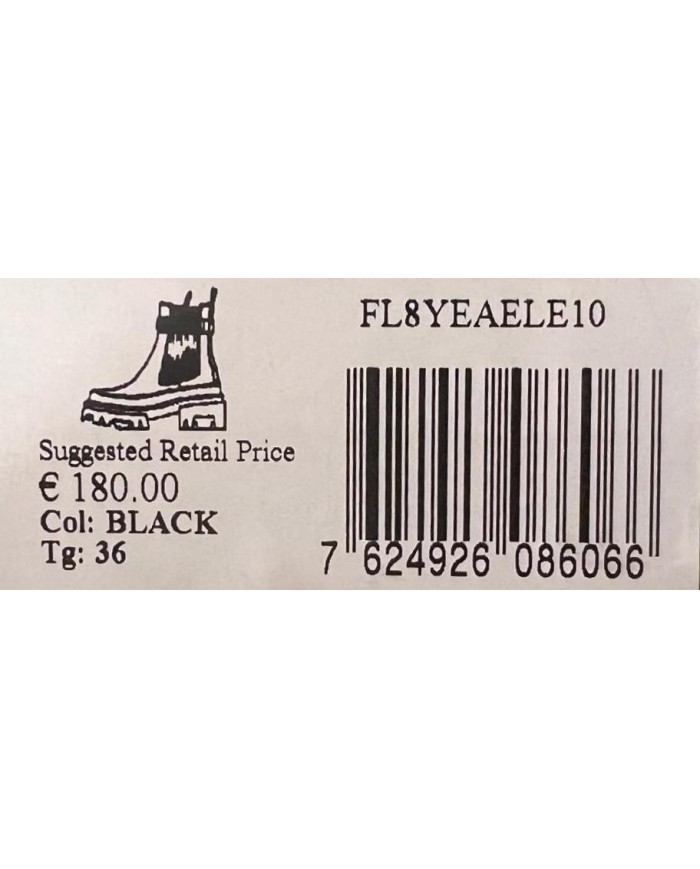 FL8YEAELE10
Suggested Retail Price
€ 180.00
Col: BLACK
Tg: 36
7 624926 086066